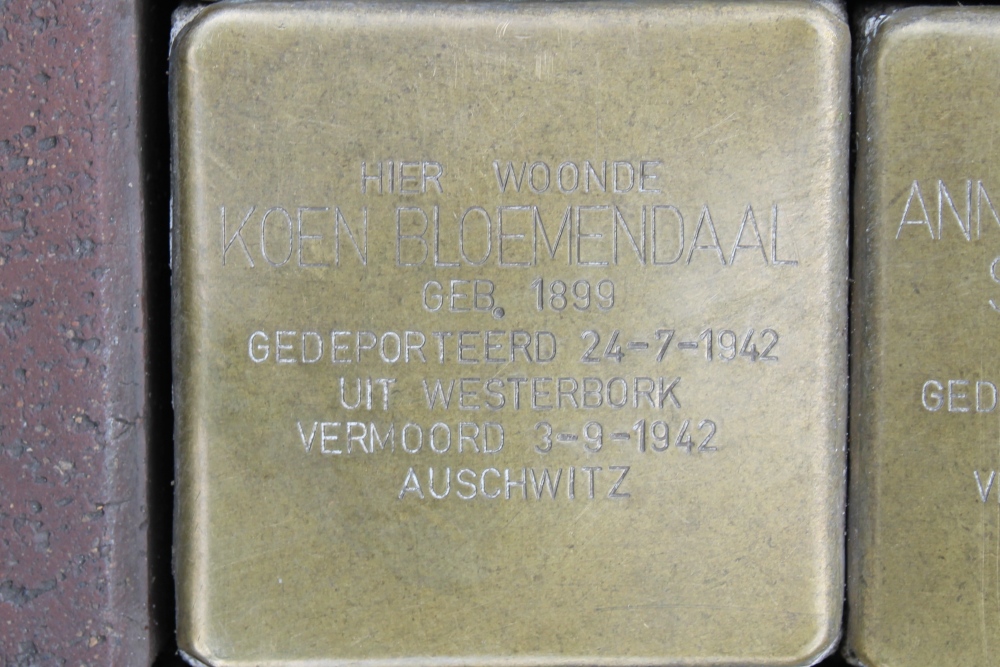 HIER WOONDE
KOEN BLOEMENDAAL
GEB. 1899
GEDEPORTEERD 24-7-1942
UIT WESTERBORK
VERMOORD 3-9-1942
AUSCHWITZ